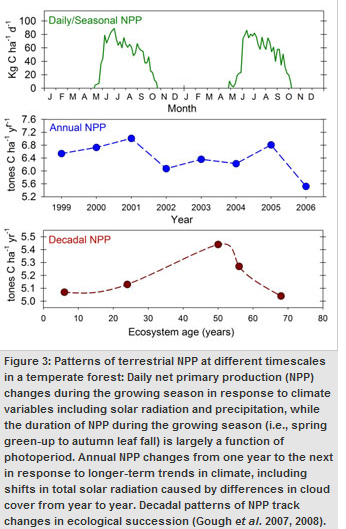 Daily/Seasonal NPP
100
80
60
40
20
0
Kg C ha⁻¹ d⁻¹
J F M A M J J A S O N D J F M A M J J A S O N D
Month
Annual NPP
7.6
7.2
6.8
6.4
6.0
5.6
5.2
tones C ha⁻¹ yr⁻¹
1999 2000 2001 2002 2003 2004 2005 2006
Year
Decadal NPP
5.5
5.4
5.3
5.2
5.1
5.0
tones C ha⁻¹ yr⁻¹
0 10 20 30 40 50 60 70 80
Ecosystem age (years)
Figure 3: Patterns of terrestrial NPP at different timescales
in a temperate forest: Daily net primary production (NPP)
changes during the growing season in response to climate
variables including solar radiation and precipitation, while
the duration of NPP during the growing season (i.e., spring
green-up to autumn leaf fall) is largely a function of
photoperiod. Annual NPP changes from one year to the next
in response to longer-term trends in climate, including
shifts in total solar radiation caused by differences in cloud
cover from year to year. Decadal patterns of NPP track
changes in ecological succession (Gough et al. 2007, 2008).